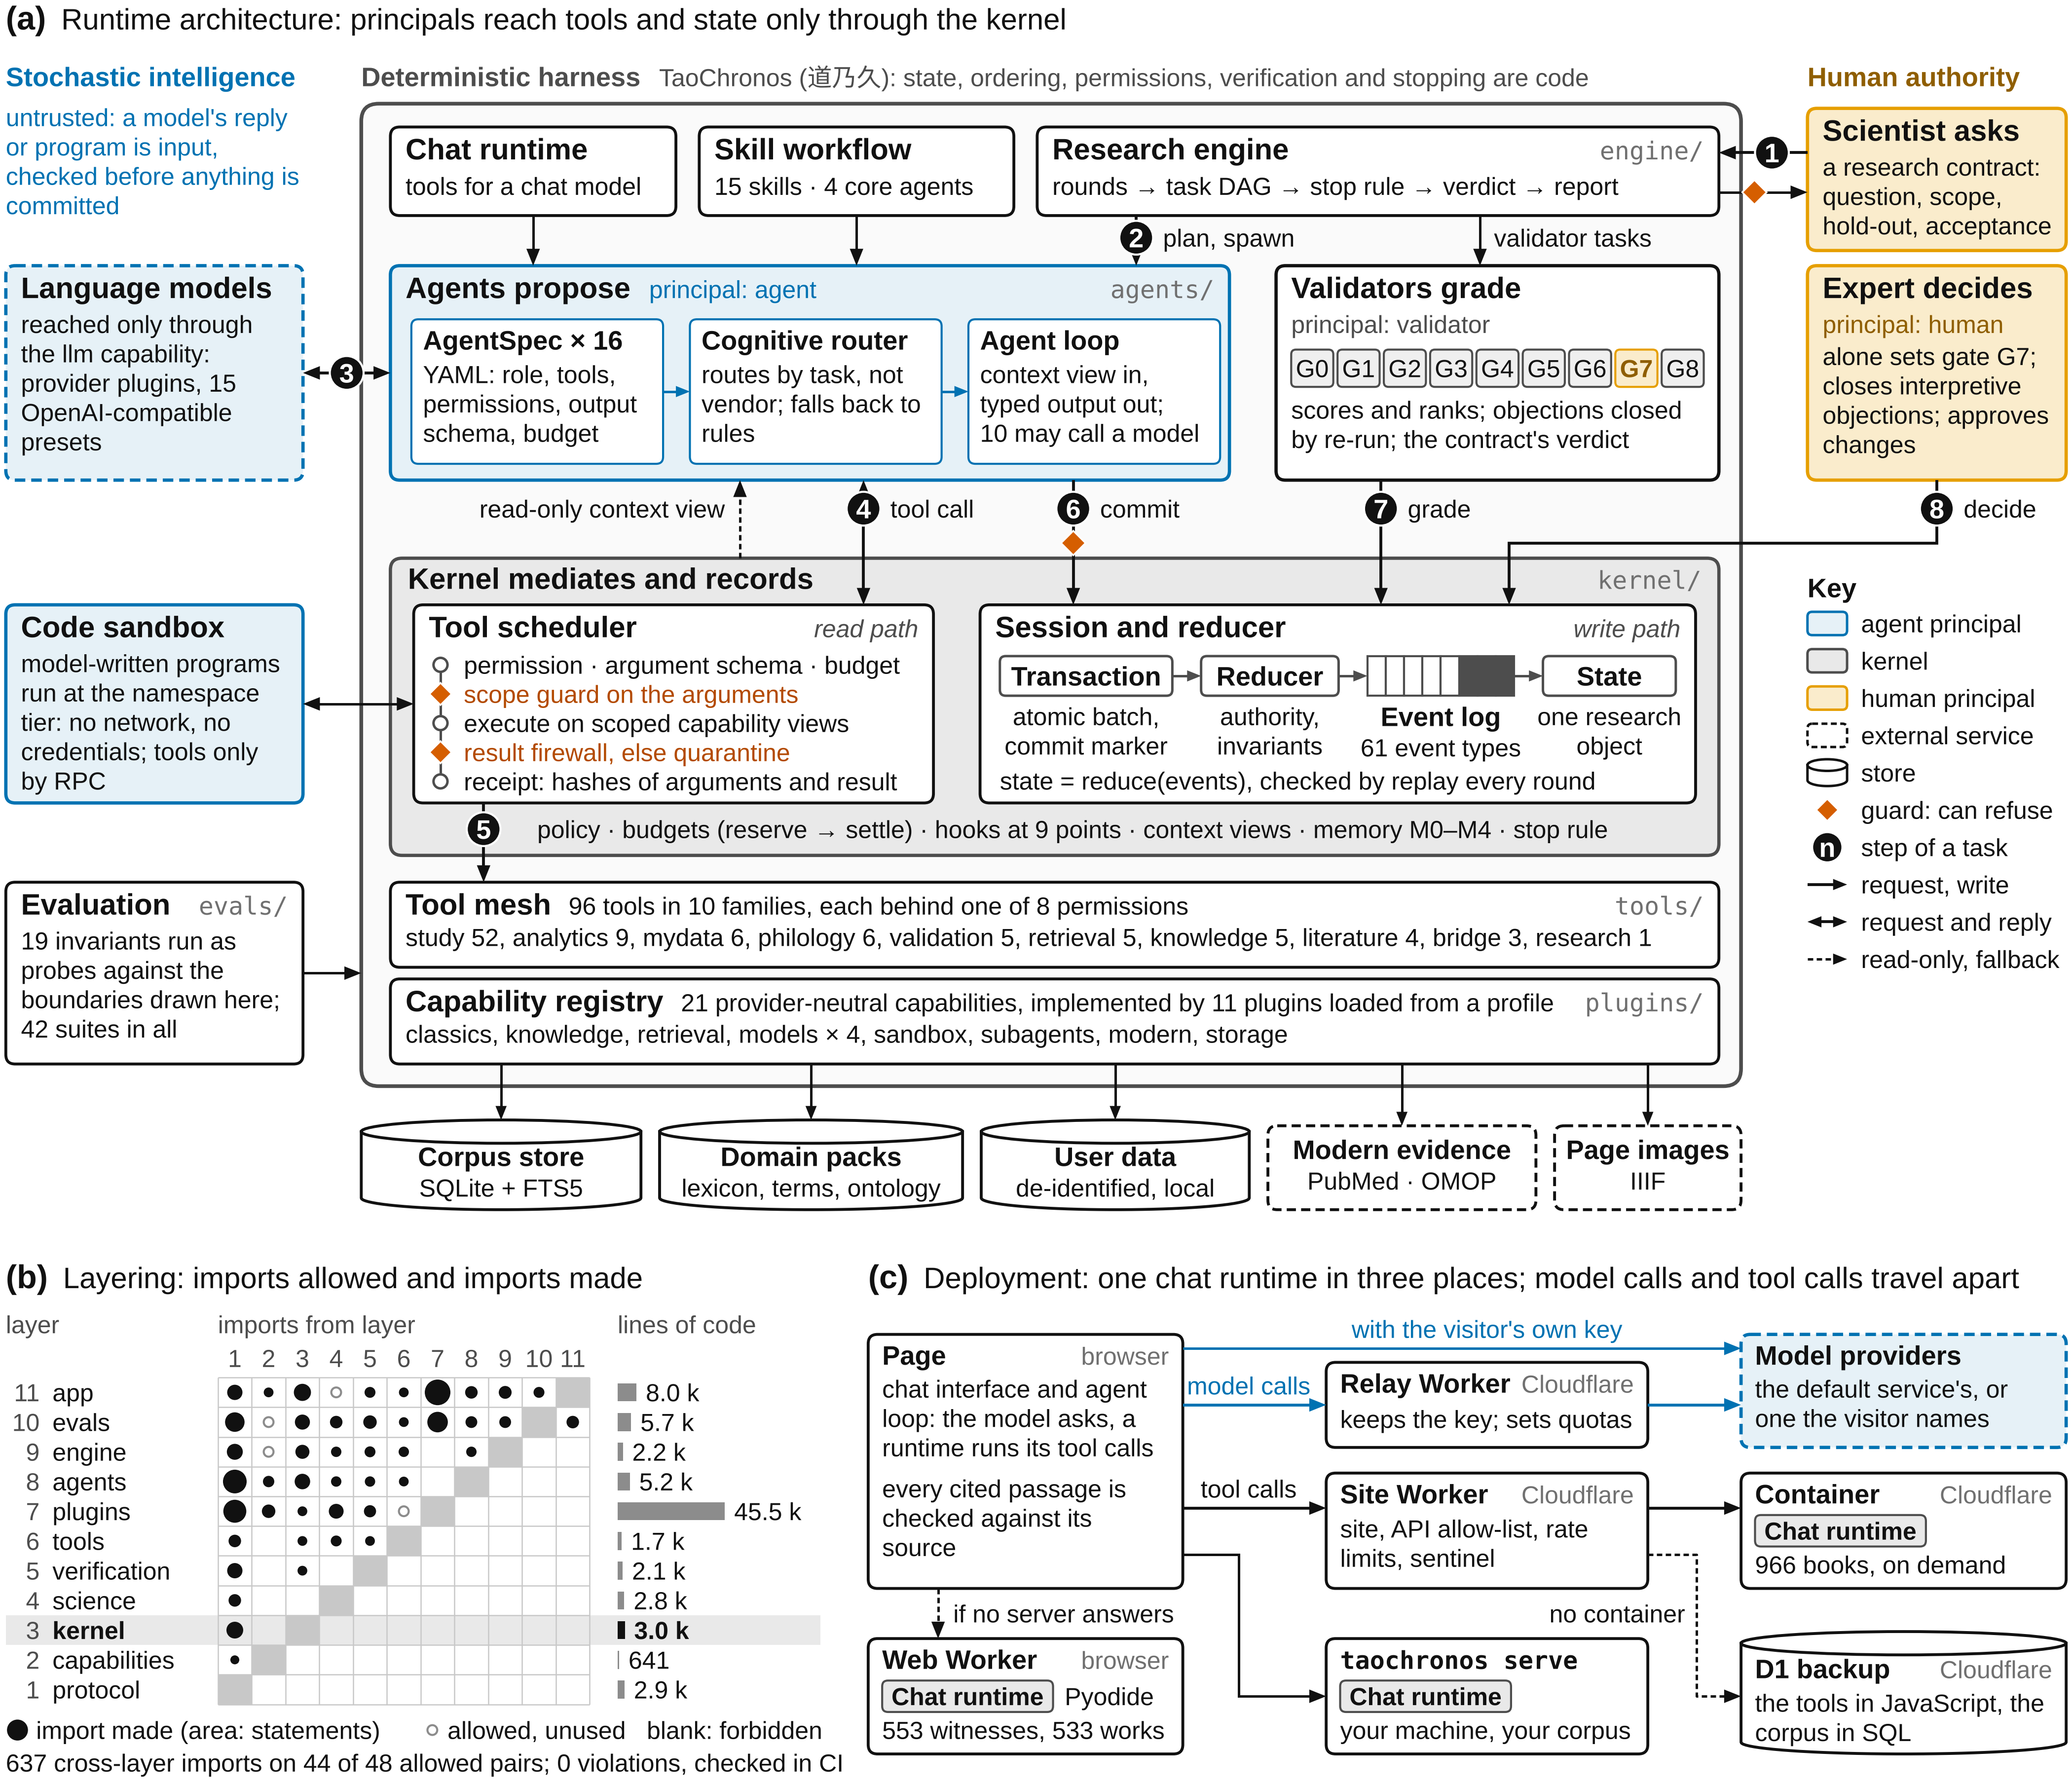 (a) Runtime architecture: principals reach tools and state only through the kernel
Stochastic intelligence
untrusted: a model's reply
or program is input,
checked before anything is
committed
Deterministic harness TaoChronos (道乃久): state, ordering, permissions, verification and stopping are code
Human authority
Chat runtime
tools for a chat model
Skill workflow
15 skills · 4 core agents
Research engine engine/
rounds → task DAG → stop rule → verdict → report
1
Scientist asks
a research contract:
question, scope,
hold-out, acceptance
2 plan, spawn
validator tasks
Language models
reached only through
the llm capability:
provider plugins, 15
OpenAI-compatible
presets
3
Agents propose principal: agent agents/
AgentSpec × 16
YAML: role, tools,
permissions, output
schema, budget
Cognitive router
routes by task, not
vendor; falls back to
rules
Agent loop
context view in,
typed output out;
10 may call a model
Validators grade
principal: validator
G0 G1 G2 G3 G4 G5 G6 G7 G8
scores and ranks; objections closed
by re-run; the contract's verdict
Expert decides
principal: human
alone sets gate G7;
closes interpretive
objections; approves
changes
read-only context view
4 tool call
6 commit
7 grade
8 decide
Kernel mediates and records kernel/
Code sandbox
model-written programs
run at the namespace
tier: no network, no
credentials; tools only
by RPC
Tool scheduler read path
permission · argument schema · budget
scope guard on the arguments
execute on scoped capability views
result firewall, else quarantine
receipt: hashes of arguments and result
Session and reducer write path
Transaction
atomic batch,
commit marker
Reducer
authority,
invariants
Event log
61 event types
State
one research
object
state = reduce(events), checked by replay every round
5
policy · budgets (reserve → settle) · hooks at 9 points · context views · memory M0–M4 · stop rule
Key
agent principal
kernel
human principal
external service
store
guard: can refuse
n step of a task
request, write
request and reply
read-only, fallback
Evaluation evals/
19 invariants run as
probes against the
boundaries drawn here;
42 suites in all
Tool mesh 96 tools in 10 families, each behind one of 8 permissions tools/
study 52, analytics 9, mydata 6, philology 6, validation 5, retrieval 5, knowledge 5, literature 4, bridge 3, research 1
Capability registry 21 provider-neutral capabilities, implemented by 11 plugins loaded from a profile plugins/
classics, knowledge, retrieval, models × 4, sandbox, subagents, modern, storage
Corpus store
SQLite + FTS5
Domain packs
lexicon, terms, ontology
User data
de-identified, local
Modern evidence
PubMed · OMOP
Page images
IIIF
(b) Layering: imports allowed and imports made
layer imports from layer lines of code
1 2 3 4 5 6 7 8 9 10 11
11 app 8.0 k
10 evals 5.7 k
9 engine 2.2 k
8 agents 5.2 k
7 plugins 45.5 k
6 tools 1.7 k
5 verification 2.1 k
4 science 2.8 k
3 kernel 3.0 k
2 capabilities 641
1 protocol 2.9 k
import made (area: statements) allowed, unused blank: forbidden
637 cross-layer imports on 44 of 48 allowed pairs; 0 violations, checked in CI
(c) Deployment: one chat runtime in three places; model calls and tool calls travel apart
Page browser
chat interface and agent
loop: the model asks, a
runtime runs its tool calls
every cited passage is
checked against its
source
with the visitor's own key
model calls
Relay Worker Cloudflare
keeps the key; sets quotas
Model providers
the default service's, or
one the visitor names
tool calls
Site Worker Cloudflare
site, API allow-list, rate
limits, sentinel
Container Cloudflare
Chat runtime
966 books, on demand
if no server answers
no container
Web Worker browser
Chat runtime Pyodide
553 witnesses, 533 works
taochronos serve
Chat runtime
your machine, your corpus
D1 backup Cloudflare
the tools in JavaScript, the
corpus in SQL